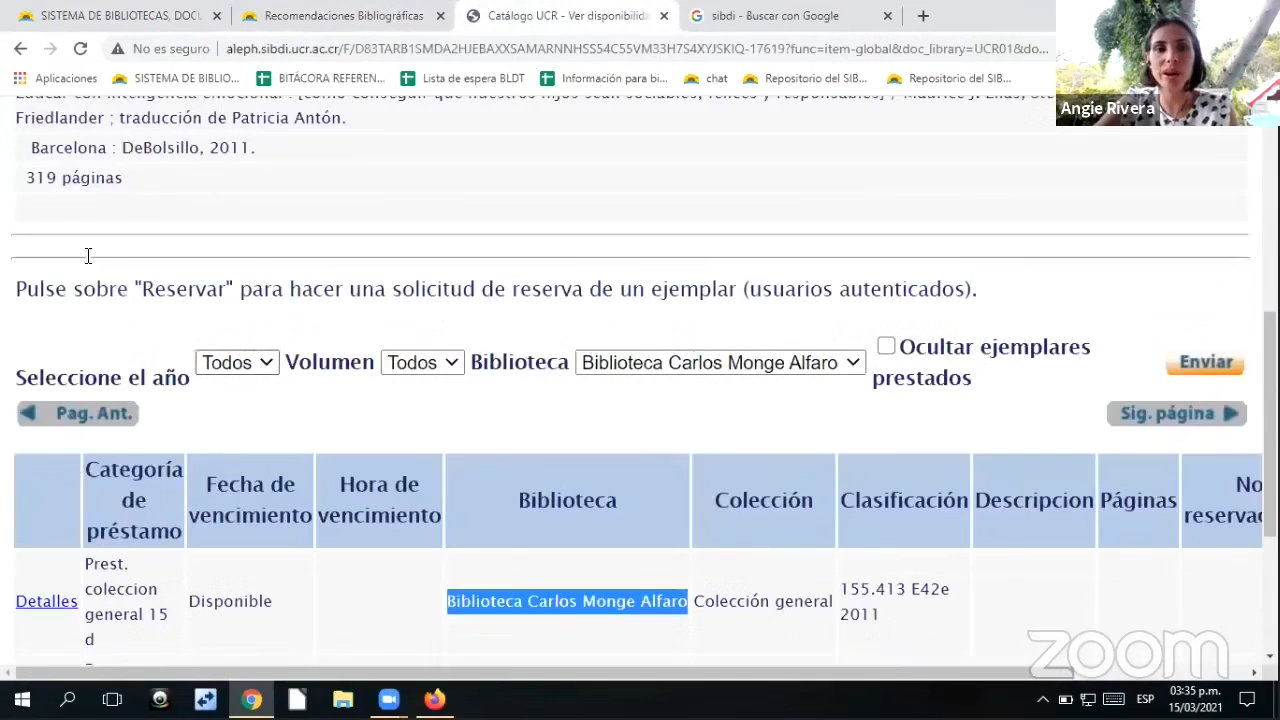 SISTEMA DE BIBLIOTECAS, DOCU
Recomendaciones Bibliográficas
Catálogo UCR - Ver disponibilida
sibdi - Buscar con Google
No es seguro
aleph.sibdi.ucr.ac.cr/F/D83TARB1SMDA2HJEBAXXSAMARNNHSS54C55VM33H7S4XYJSKIQ-17619?func=item-global&doc_library=UCR01&do...
Aplicaciones
SISTEMA DE BIBLIO...
BITÁCORA REFEREN...
Lista de espera BLDT
Información para bi...
chat
Repositorio del SIB...
Repositorio del SIB...
Angie Rivera
Friedlander ; traducción de Patricia Antón.
Barcelona : DeBolsillo, 2011.
319 páginas
Pulse sobre "Reservar" para hacer una solicitud de reserva de un ejemplar (usuarios autenticados).
Seleccione el año Todos Volumen Todos Biblioteca Biblioteca Carlos Monge Alfaro
Ocultar ejemplares
prestados
Enviar
Pag. Ant.
Sig. página
Categoría
de
préstamo
Fecha de
vencimiento
Hora de
vencimiento
Biblioteca
Colección
Clasificación
Descripcion
Páginas
No
reservad
Detalles
Prest.
coleccion
general 15
d
Disponible
Biblioteca Carlos Monge Alfaro
Colección general
155.413 E42e
2011
zoom
ESP
03:35 p.m.
15/03/2021